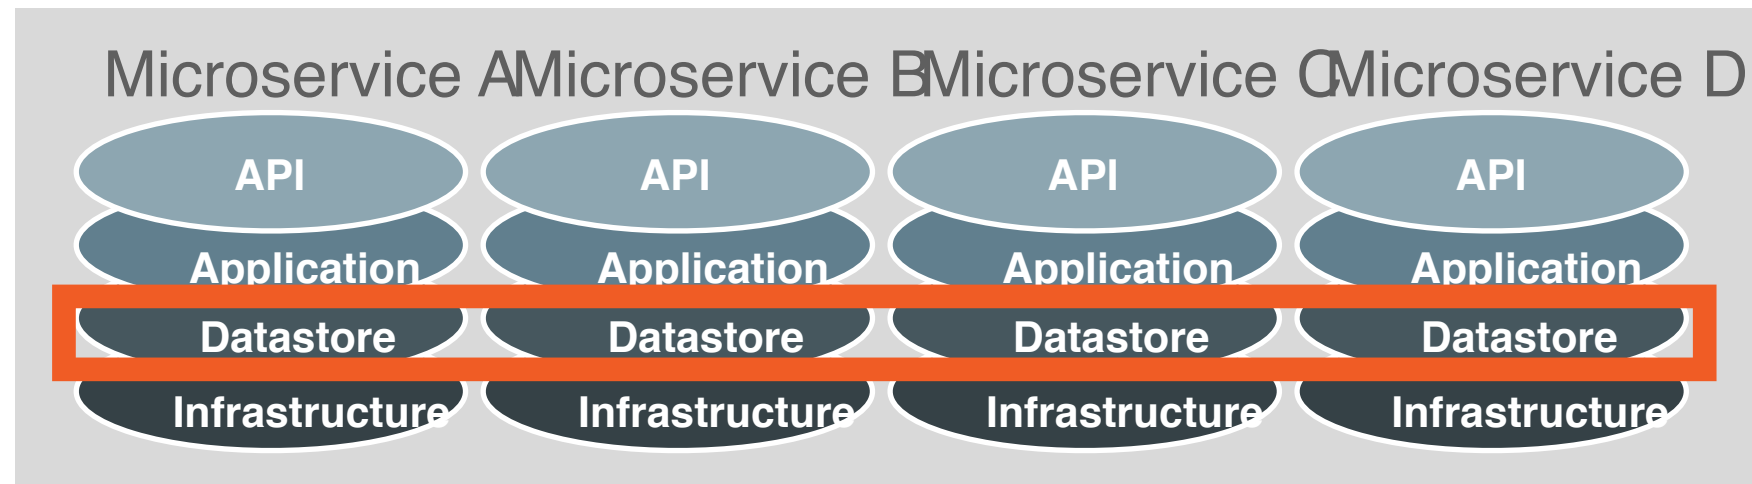 Microservice A Microservice B Microservice C Microservice D
API API API API
Application Application Application Application
Datastore Datastore Datastore Datastore
Infrastructure Infrastructure Infrastructure Infrastructure